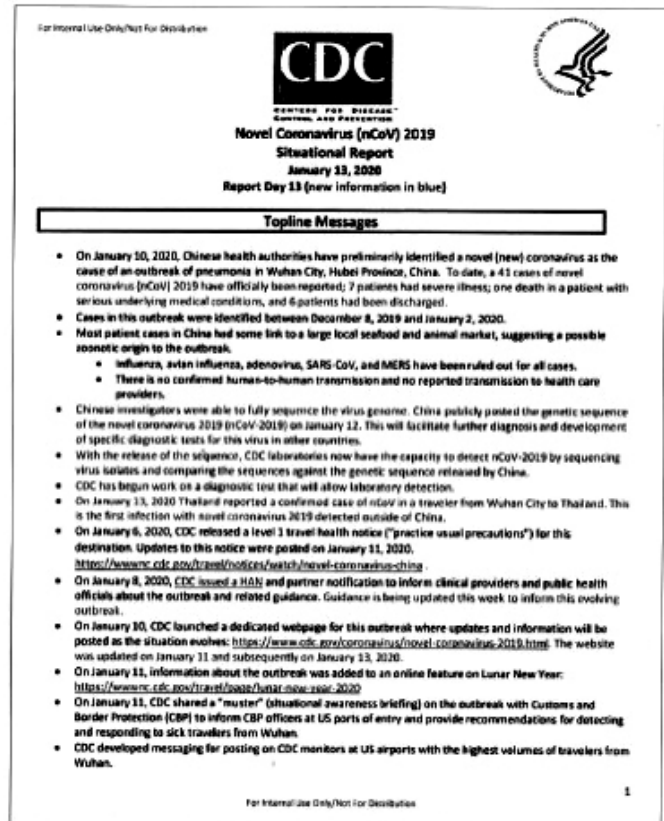 For Internal Use Only/Not For Distribution
CDC
CENTERS FOR DISEASE™
CONTROL AND PREVENTION
Novel Coronavirus (nCoV) 2019
Situational Report
January 13, 2020
Report Day 13 (new information in blue)
Topline Messages
• On January 10, 2020, Chinese health authorities have preliminarily identified a novel (new) coronavirus as the
cause of an outbreak of pneumonia in Wuhan City, Hubei Province, China. To date, a 41 cases of novel
coronavirus (nCoV) 2019 have officially been reported; 7 patients had severe illness; one death in a patient with
serious underlying medical conditions, and 6 patients had been discharged.
• Cases in this outbreak were identified between December 8, 2019 and January 2, 2020.
• Most patient cases in China had some link to a large local seafood and animal market, suggesting a possible
zoonotic origin to the outbreak.
• Influenza, avian influenza, adenovirus, SARS-CoV, and MERS have been ruled out for all cases.
• There is no confirmed human-to-human transmission and no reported transmission to health care
providers.
• Chinese investigators were able to fully sequence the virus genome. China publicly posted the genetic sequence
of the novel coronavirus 2019 (nCoV-2019) on January 12. This will facilitate further diagnosis and development
of specific diagnostic tests for this virus in other countries.
• With the release of the sequence, CDC laboratories now have the capacity to detect nCoV-2019 by sequencing
virus isolates and comparing the sequences against the genetic sequence released by China.
• CDC has begun work on a diagnostic test that will allow laboratory detection.
• On January 13, 2020 Thailand reported a confirmed case of nCoV in a traveler from Wuhan City to Thailand. This
is the first infection with novel coronavirus 2019 detected outside of China.
• On January 6, 2020, CDC released a level 1 travel health notice ("practice usual precautions") for this
destination. Updates to this notice were posted on January 11, 2020.
https://wwwnc.cdc.gov/travel/notices/watch/novel-coronavirus-china .
• On January 8, 2020, CDC issued a HAN and partner notification to inform clinical providers and public health
officials about the outbreak and related guidance. Guidance is being updated this week to inform this evolving
outbreak.
• On January 10, CDC launched a dedicated webpage for this outbreak where updates and information will be
posted as the situation evolves: https://www.cdc.gov/coronavirus/novel-coronavirus-2019.html. The website
was updated on January 11 and subsequently on January 13, 2020.
• On January 11, information about the outbreak was added to an online feature on Lunar New Year:
https://wwwnc.cdc.gov/travel/page/lunar-new-year-2020
• On January 11, CDC shared a "muster" (situational awareness briefing) on the outbreak with Customs and
Border Protection (CBP) to inform CBP officers at US ports of entry and provide recommendations for detecting
and responding to sick travelers from Wuhan.
• CDC developed messaging for posting on CDC monitors at US airports with the highest volumes of travelers from
Wuhan.
1
For Internal Use Only/Not For Distribution